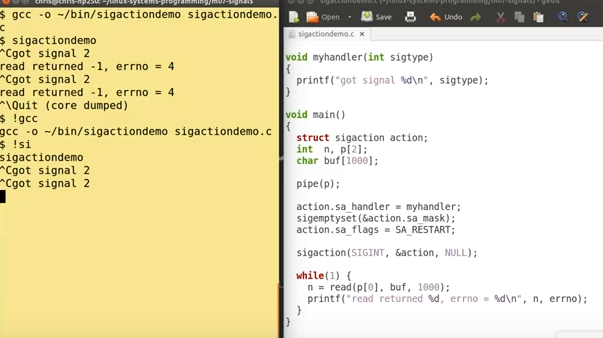 chris@chris-hp250: ~/linux-systems-programming/m07-signals
$ gcc -o ~/bin/sigactiondemo sigactiondemo.
c
$ sigactiondemo
^Cgot signal 2
read returned -1, errno = 4
^Cgot signal 2
read returned -1, errno = 4
^\Quit (core dumped)
$ !gcc
gcc -o ~/bin/sigactiondemo sigactiondemo.c
$ !si
sigactiondemo
^Cgot signal 2
^Cgot signal 2
sigactiondemo.c (~/linux-systems-programming/m07-signals) - gedit
Open Save Undo
sigactiondemo.c ×
void myhandler(int sigtype)
{
printf("got signal %d\n", sigtype);
}
void main()
{
struct sigaction action;
int n, p[2];
char buf[1000];
pipe(p);
action.sa_handler = myhandler;
sigemptyset(&action.sa_mask);
action.sa_flags = SA_RESTART;
sigaction(SIGINT, &action, NULL);
while(1) {
n = read(p[0], buf, 1000);
printf("read returned %d, errno = %d\n", n, errno);
}
}